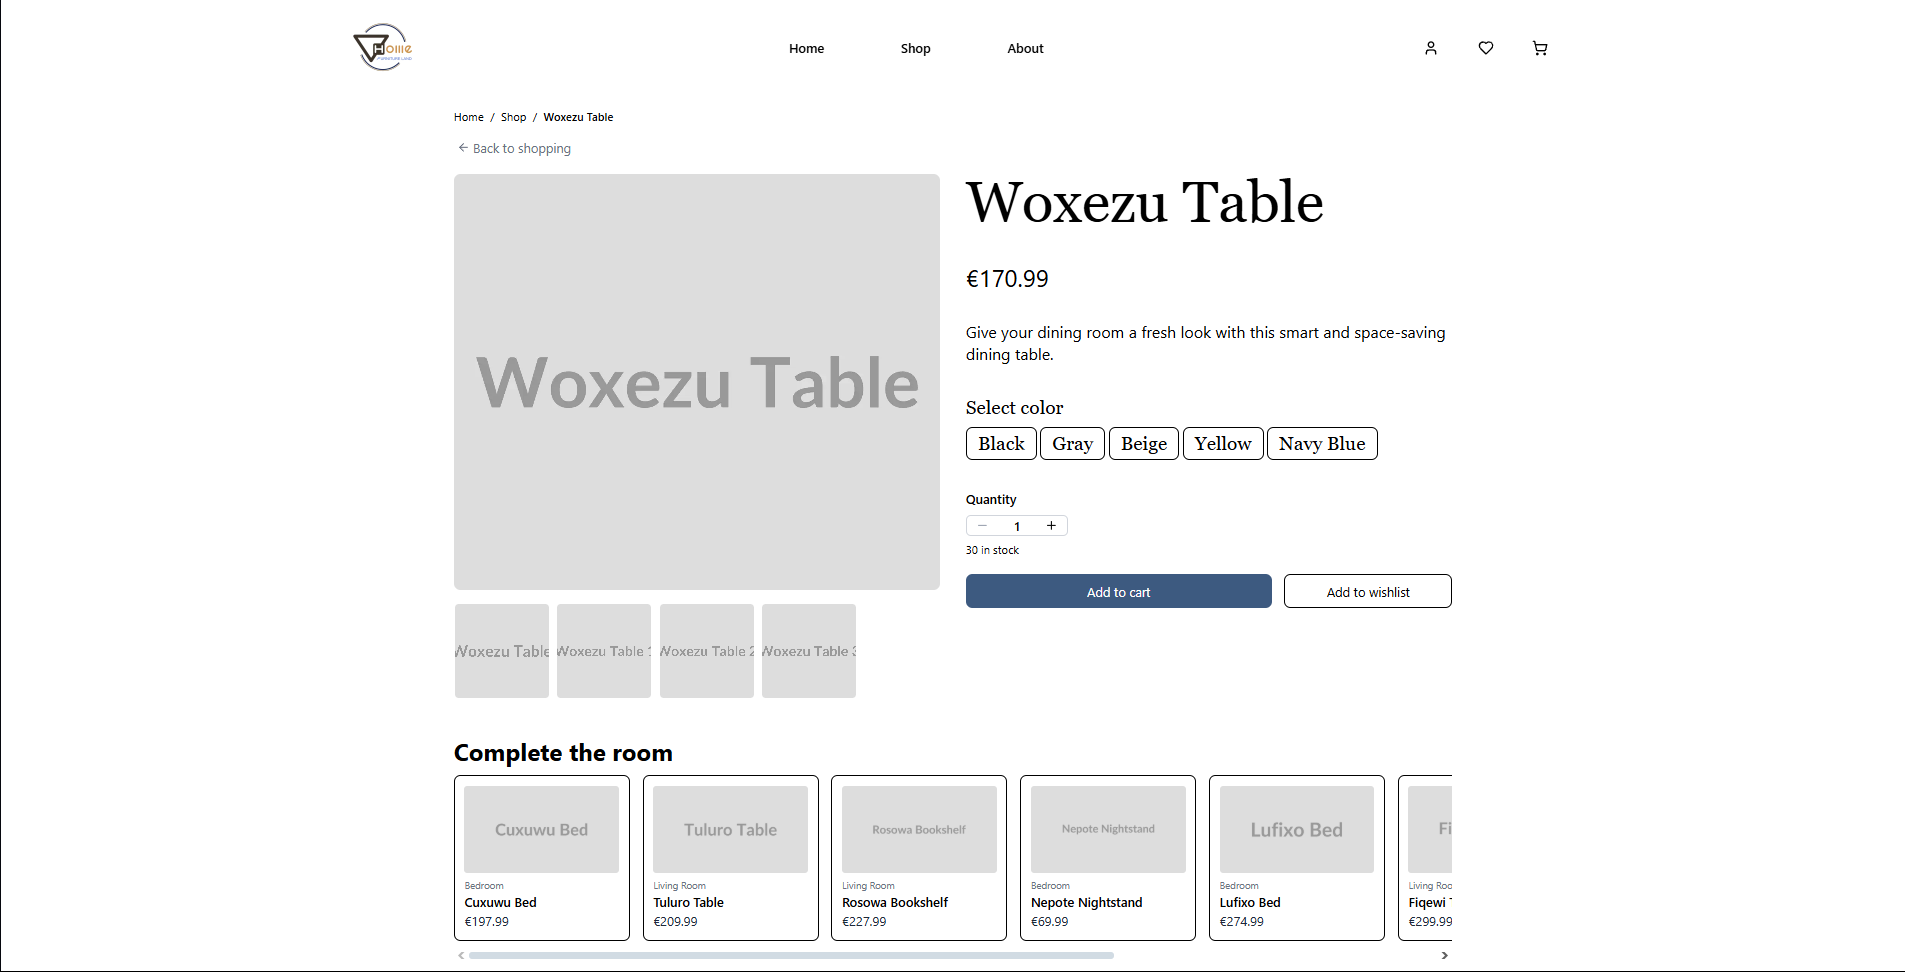 Home
FURNITURE LAND
Home Shop About
Home / Shop / Woxezu Table
Back to shopping
Woxezu Table
Woxezu Table
€170.99
Give your dining room a fresh look with this smart and space-saving
dining table.
Select color
Black Gray Beige Yellow Navy Blue
Quantity
1
30 in stock
Add to cart Add to wishlist
Woxezu Table Woxezu Table 1 Woxezu Table 2 Woxezu Table 3
Complete the room
Cuxuwu Bed
Bedroom
Cuxuwu Bed
€197.99
Tuluro Table
Living Room
Tuluro Table
€209.99
Rosowa Bookshelf
Living Room
Rosowa Bookshelf
€227.99
Nepote Nightstand
Bedroom
Nepote Nightstand
€69.99
Lufixo Bed
Bedroom
Lufixo Bed
€274.99
Fi
Living Roo
Fiqewi T
€299.99